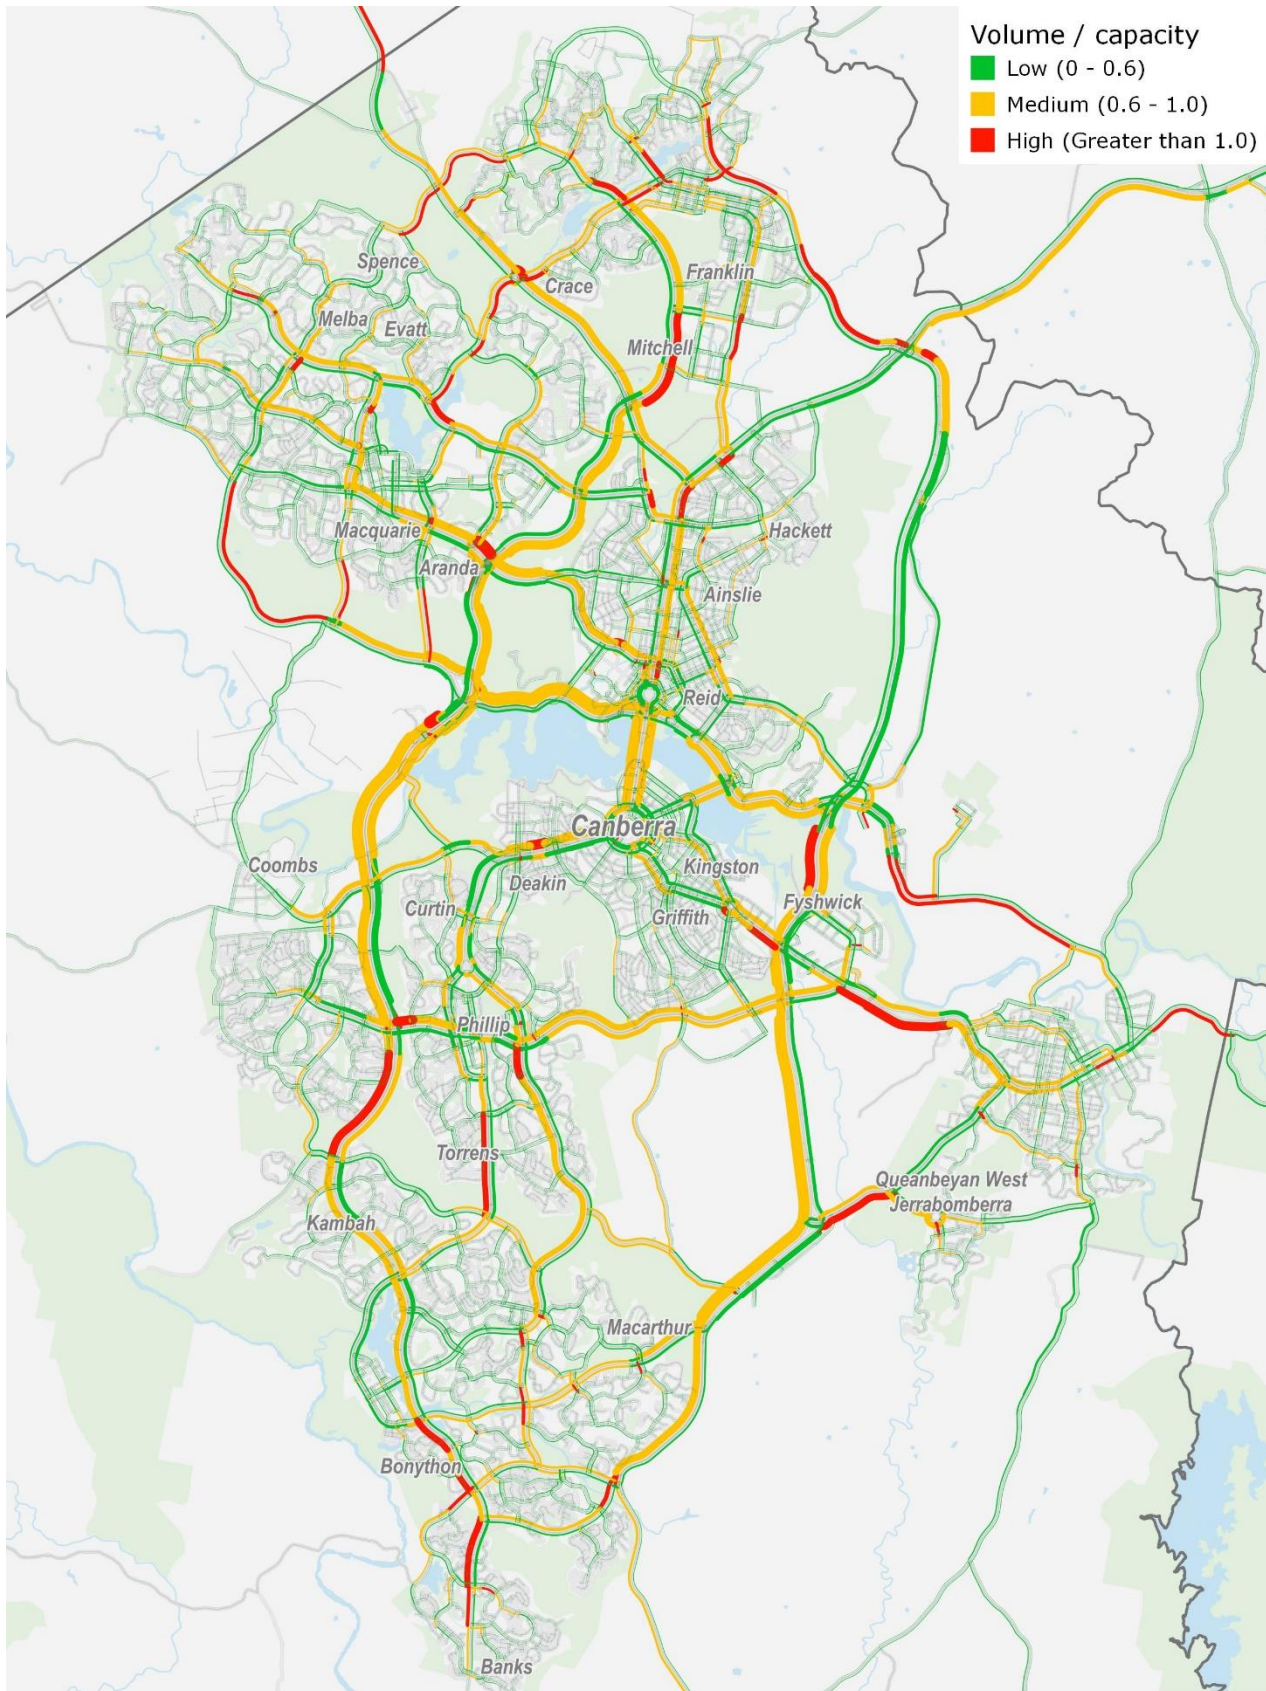 Volume / capacity
Low (0 - 0.6)
Medium (0.6 - 1.0)
High (Greater than 1.0)
Spence
Crace
Franklin
Melba
Evatt
Mitchell
Macquarie
Hackett
Aranda
Ainslie
Reid
Canberra
Coombs
Deakin
Kingston
Curtin
Griffith
Fyshwick
Phillip
Torrens
Queanbeyan West
Jerrabomberra
Kambah
Macarthur
Bonython
Banks